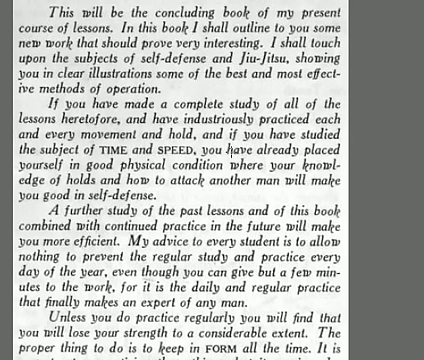 This will be the concluding book of my present
course of lessons. In this book I shall outline to you some
new work that should prove very interesting. I shall touch
upon the subjects of self-defense and Jiu-Jitsu, showing
you in clear illustrations some of the best and most effect-
ive methods of operation.
If you have made a complete study of all of the
lessons heretofore, and have industriously practiced each
and every movement and hold, and if you have studied
the subject of TIME and SPEED, you have already placed
yourself in good physical condition where your knowl-
edge of holds and how to attack another man will make
you good in self-defense.
A further study of the past lessons and of this book
combined with continued practice in the future will make
you more efficient. My advice to every student is to allow
nothing to prevent the regular study and practice every
day of the year, even though you can give but a few min-
utes to the work, for it is the daily and regular practice
that finally makes an expert of any man.
Unless you do practice regularly you will find that
you will lose your strength to a considerable extent. The
proper thing to do is to keep in FORM all the time. It is